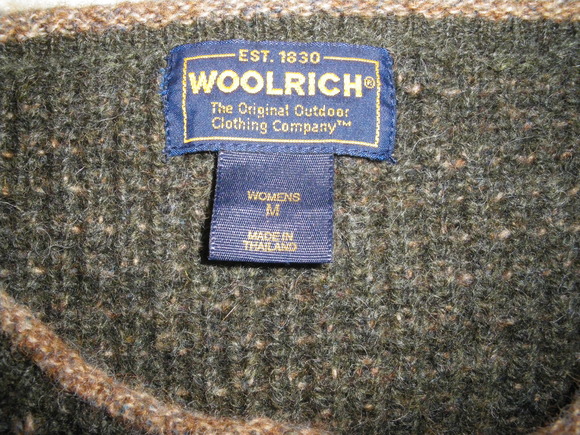 EST. 1830
WOOLRICH®
The Original Outdoor
Clothing Company™
WOMENS
M
MADE IN
THAILAND